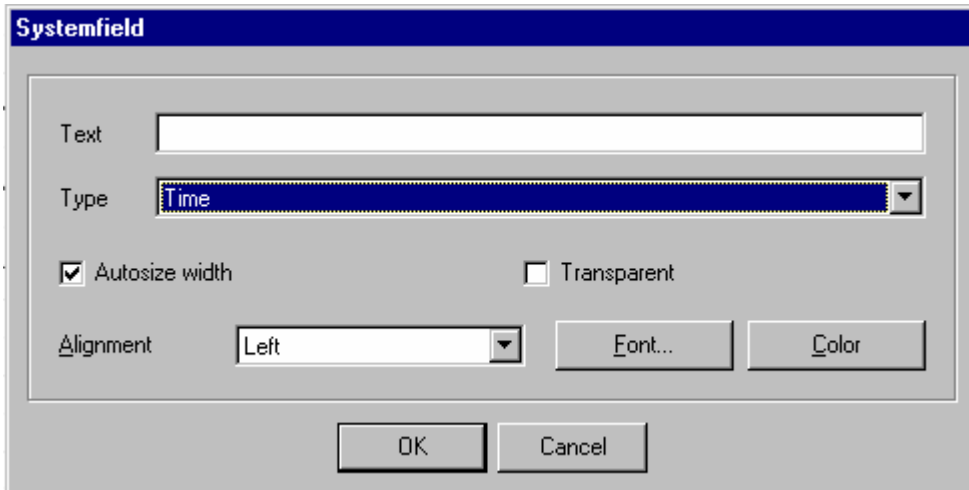 Systemfield
Text
Type Time
Autosize width Transparent
Alignment Left Font... Color
OK Cancel